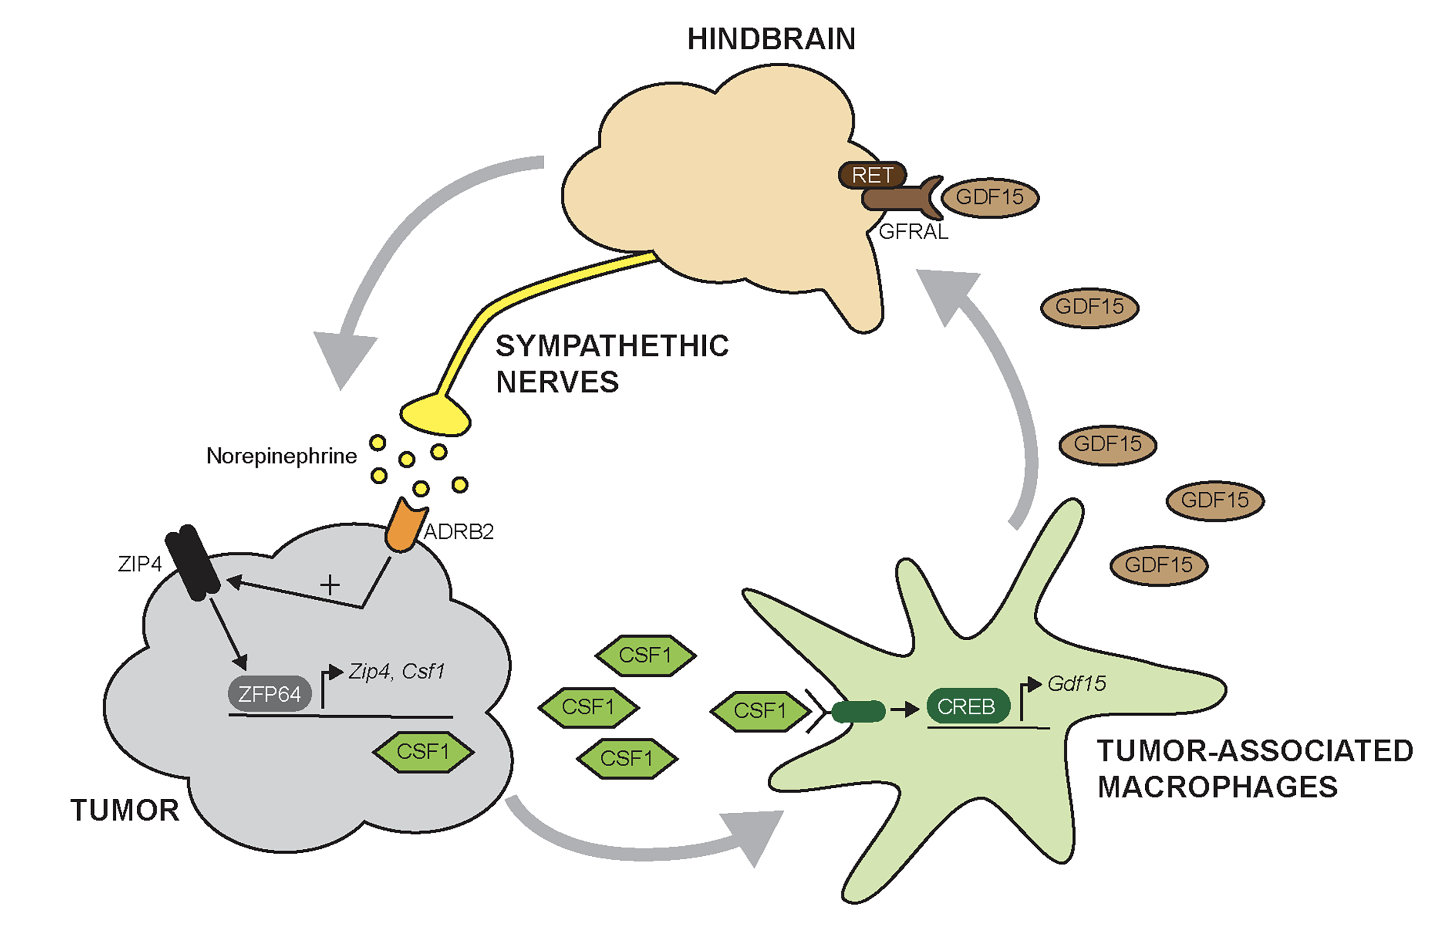 HINDBRAIN
RET
GDF15
GFRAL
GDF15
SYMPATHETHIC
NERVES
GDF15
Norepinephrine
GDF15
ADRB2
ZIP4
GDF15
+
CSF1
Zip4, Csf1
ZFP64
Gdf15
CSF1
CSF1
CREB
CSF1
CSF1
TUMOR-ASSOCIATED
MACROPHAGES
TUMOR